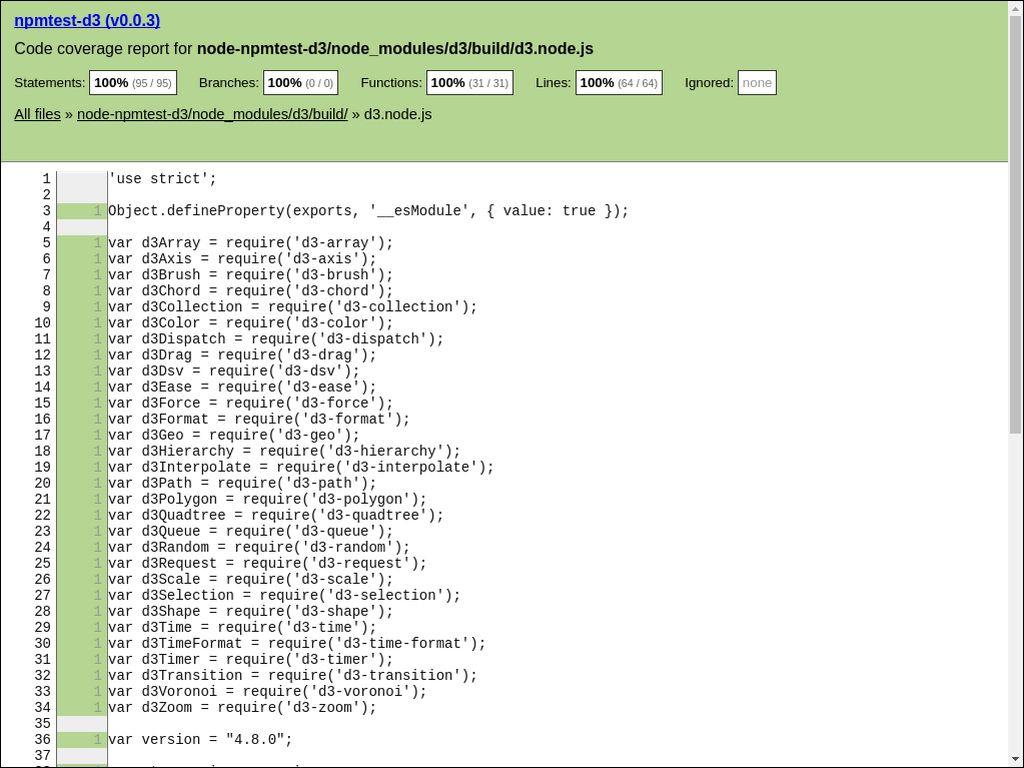 npmtest-d3 (v0.0.3)
Code coverage report for node-npmtest-d3/node_modules/d3/build/d3.node.js
Statements: 100% (95 / 95) Branches: 100% (0 / 0) Functions: 100% (31 / 31) Lines: 100% (64 / 64) Ignored: none
All files » node-npmtest-d3/node_modules/d3/build/ » d3.node.js
1 'use strict';
2
3 1 Object.defineProperty(exports, '__esModule', { value: true });
4
5 1 var d3Array = require('d3-array');
6 1 var d3Axis = require('d3-axis');
7 1 var d3Brush = require('d3-brush');
8 1 var d3Chord = require('d3-chord');
9 1 var d3Collection = require('d3-collection');
10 1 var d3Color = require('d3-color');
11 1 var d3Dispatch = require('d3-dispatch');
12 1 var d3Drag = require('d3-drag');
13 1 var d3Dsv = require('d3-dsv');
14 1 var d3Ease = require('d3-ease');
15 1 var d3Force = require('d3-force');
16 1 var d3Format = require('d3-format');
17 1 var d3Geo = require('d3-geo');
18 1 var d3Hierarchy = require('d3-hierarchy');
19 1 var d3Interpolate = require('d3-interpolate');
20 1 var d3Path = require('d3-path');
21 1 var d3Polygon = require('d3-polygon');
22 1 var d3Quadtree = require('d3-quadtree');
23 1 var d3Queue = require('d3-queue');
24 1 var d3Random = require('d3-random');
25 1 var d3Request = require('d3-request');
26 1 var d3Scale = require('d3-scale');
27 1 var d3Selection = require('d3-selection');
28 1 var d3Shape = require('d3-shape');
29 1 var d3Time = require('d3-time');
30 1 var d3TimeFormat = require('d3-time-format');
31 1 var d3Timer = require('d3-timer');
32 1 var d3Transition = require('d3-transition');
33 1 var d3Voronoi = require('d3-voronoi');
34 1 var d3Zoom = require('d3-zoom');
35
36 1 var version = "4.8.0";
37